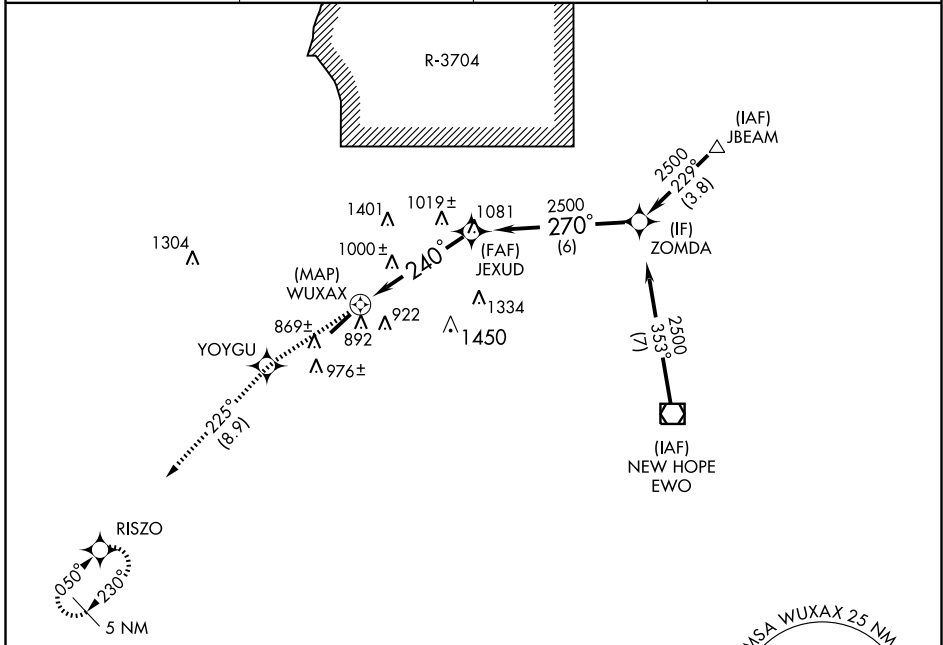 R-3704
(IAF)
JBEAM
2500
229°
(3.8)
1401
1019±
1081
2500
270°
(6)
(IF)
ZOMDA
1304
1000±
240°
(FAF)
JEXUD
(MAP)
WUXAX
1334
869±
892
922
1450
2500
353°
(7)
YOYGU
976±
225°
(8.9)
(IAF)
NEW HOPE
EWO
RISZO
050°
230°
5 NM
MSA WUXAX 25 NM